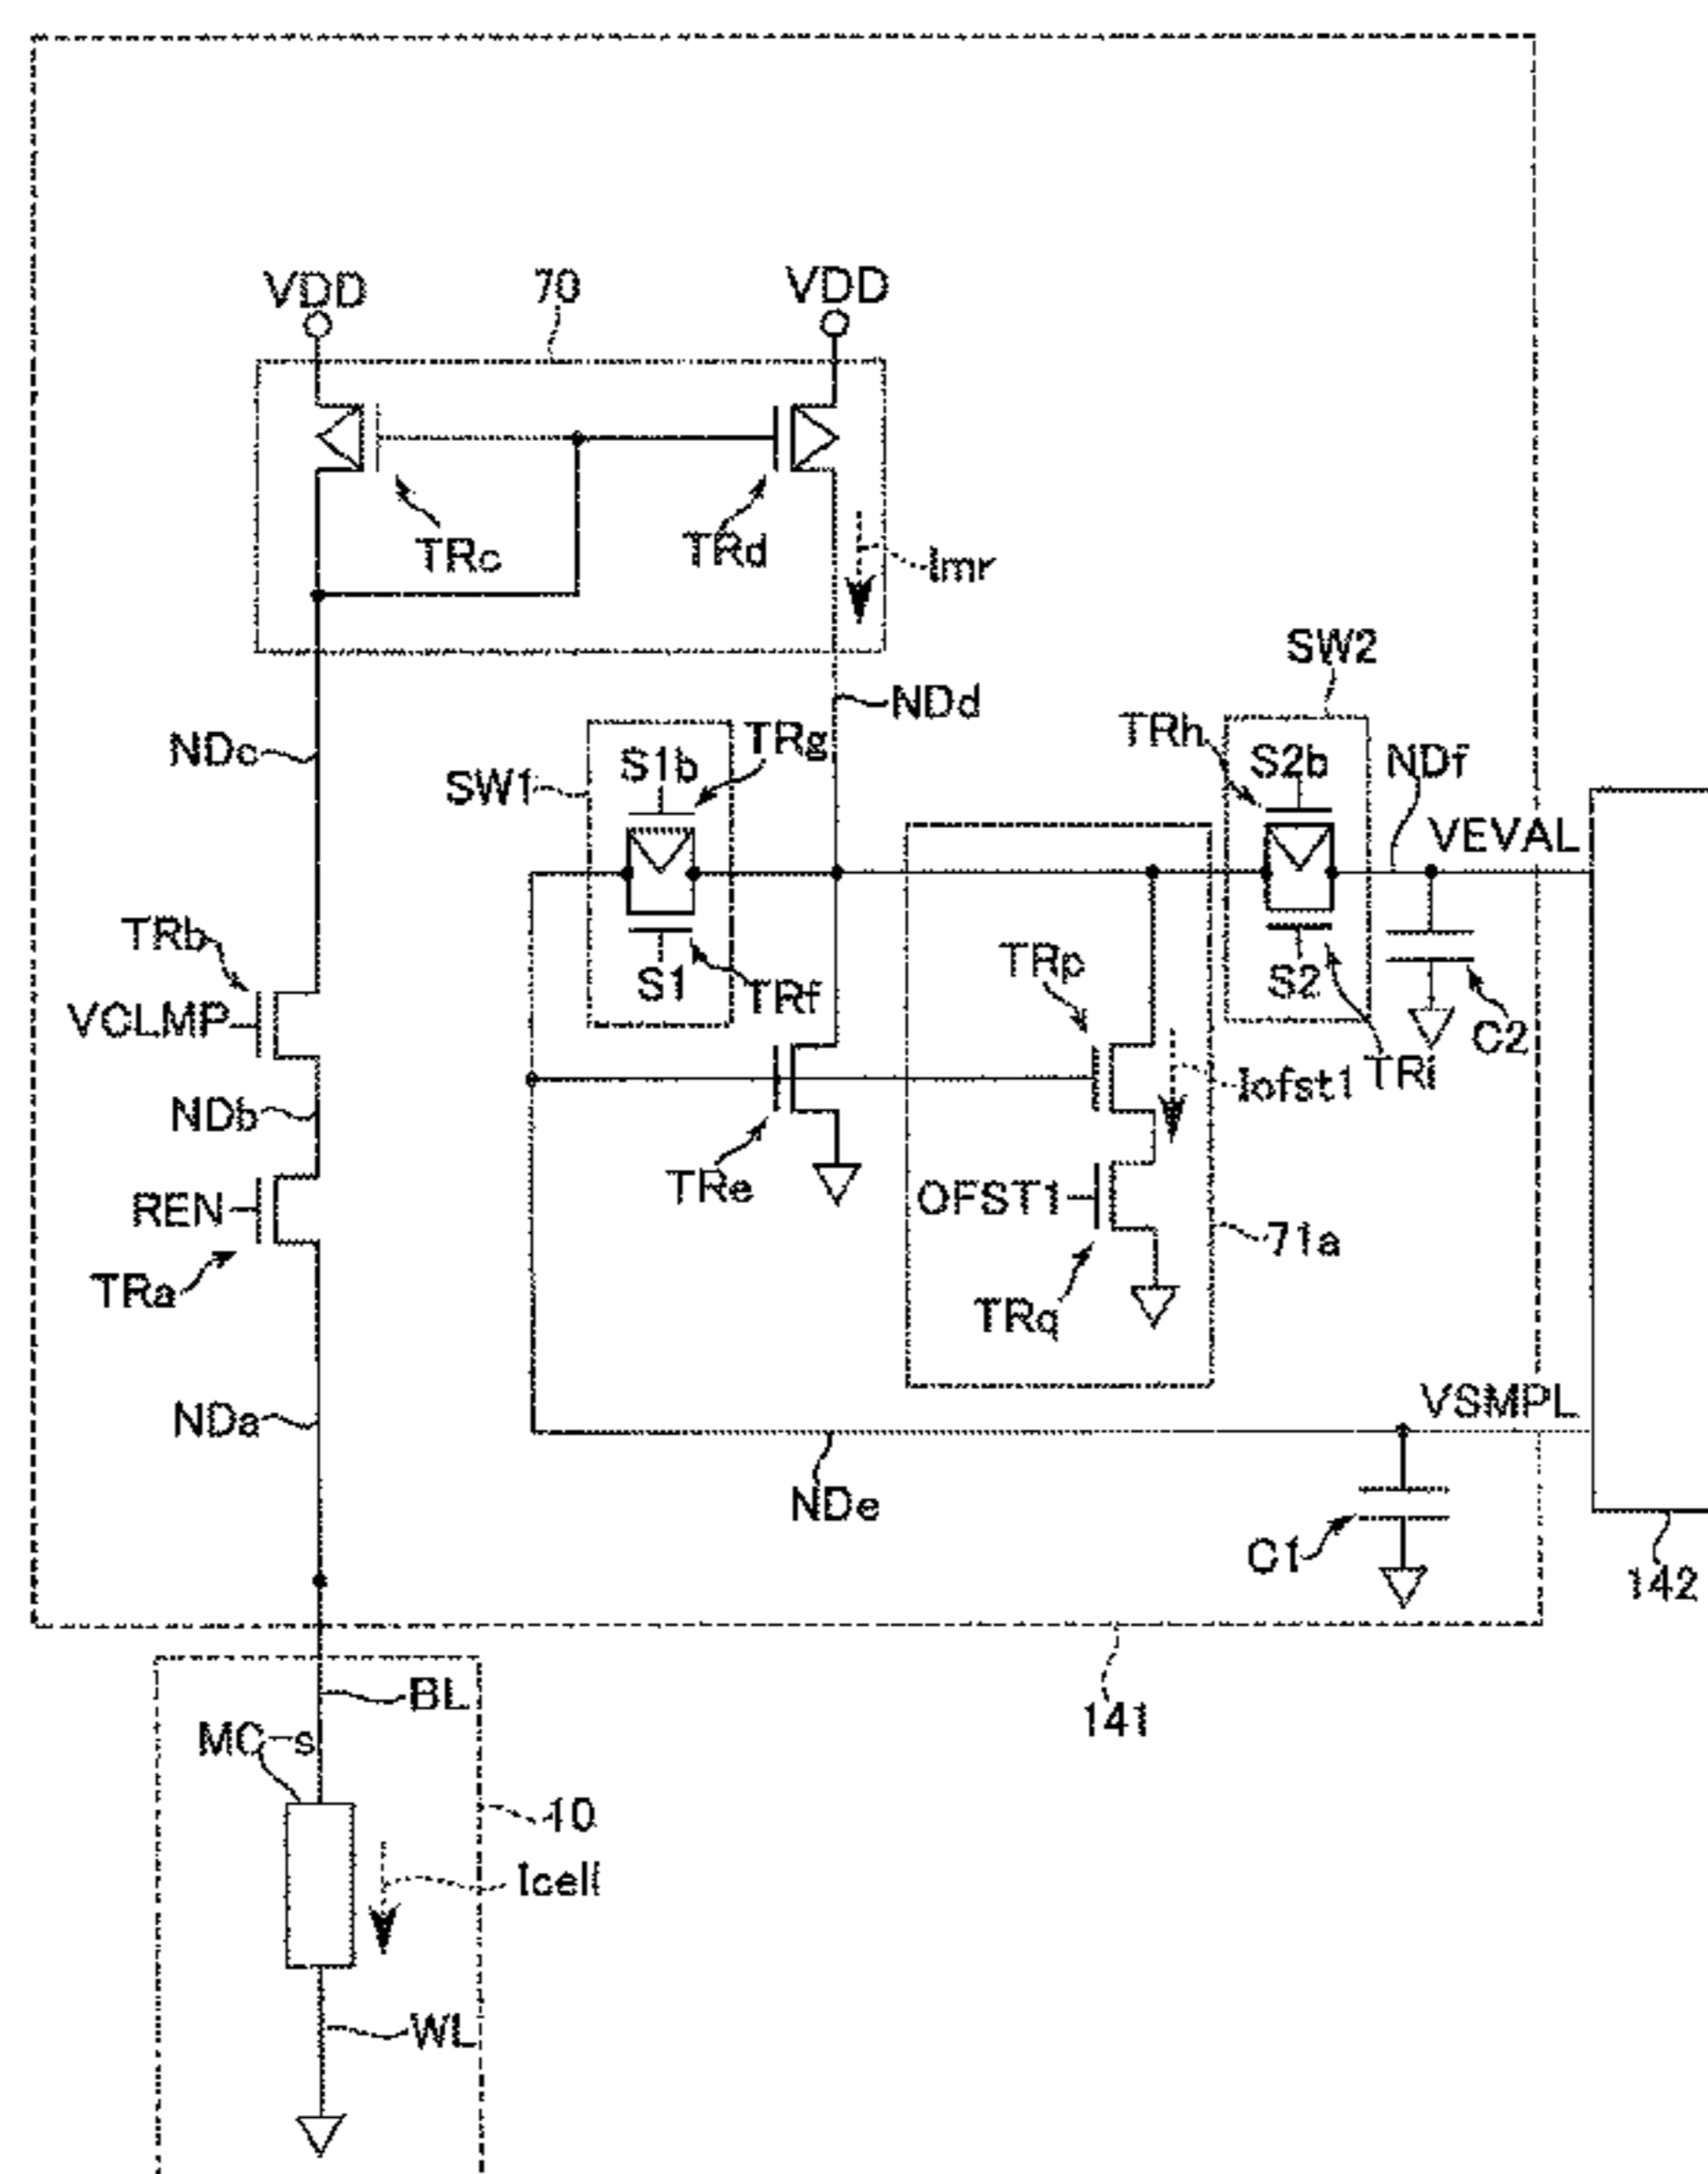 VDD
70
VDD
TRc
TRd
Imr
SW2
NDd
TRh
TRg
S1b
S2b
NDf
NDc
SW1
VEVAL
TRb
TRp
S1
TRf
S2
VCLMP
C2
TRi
Iofst1
NDb
TRe
OFST1
REN
71a
TRa
TRq
VSMPL
NDa
NDe
C1
142
BL
141
MC-s
10
Icell
WL